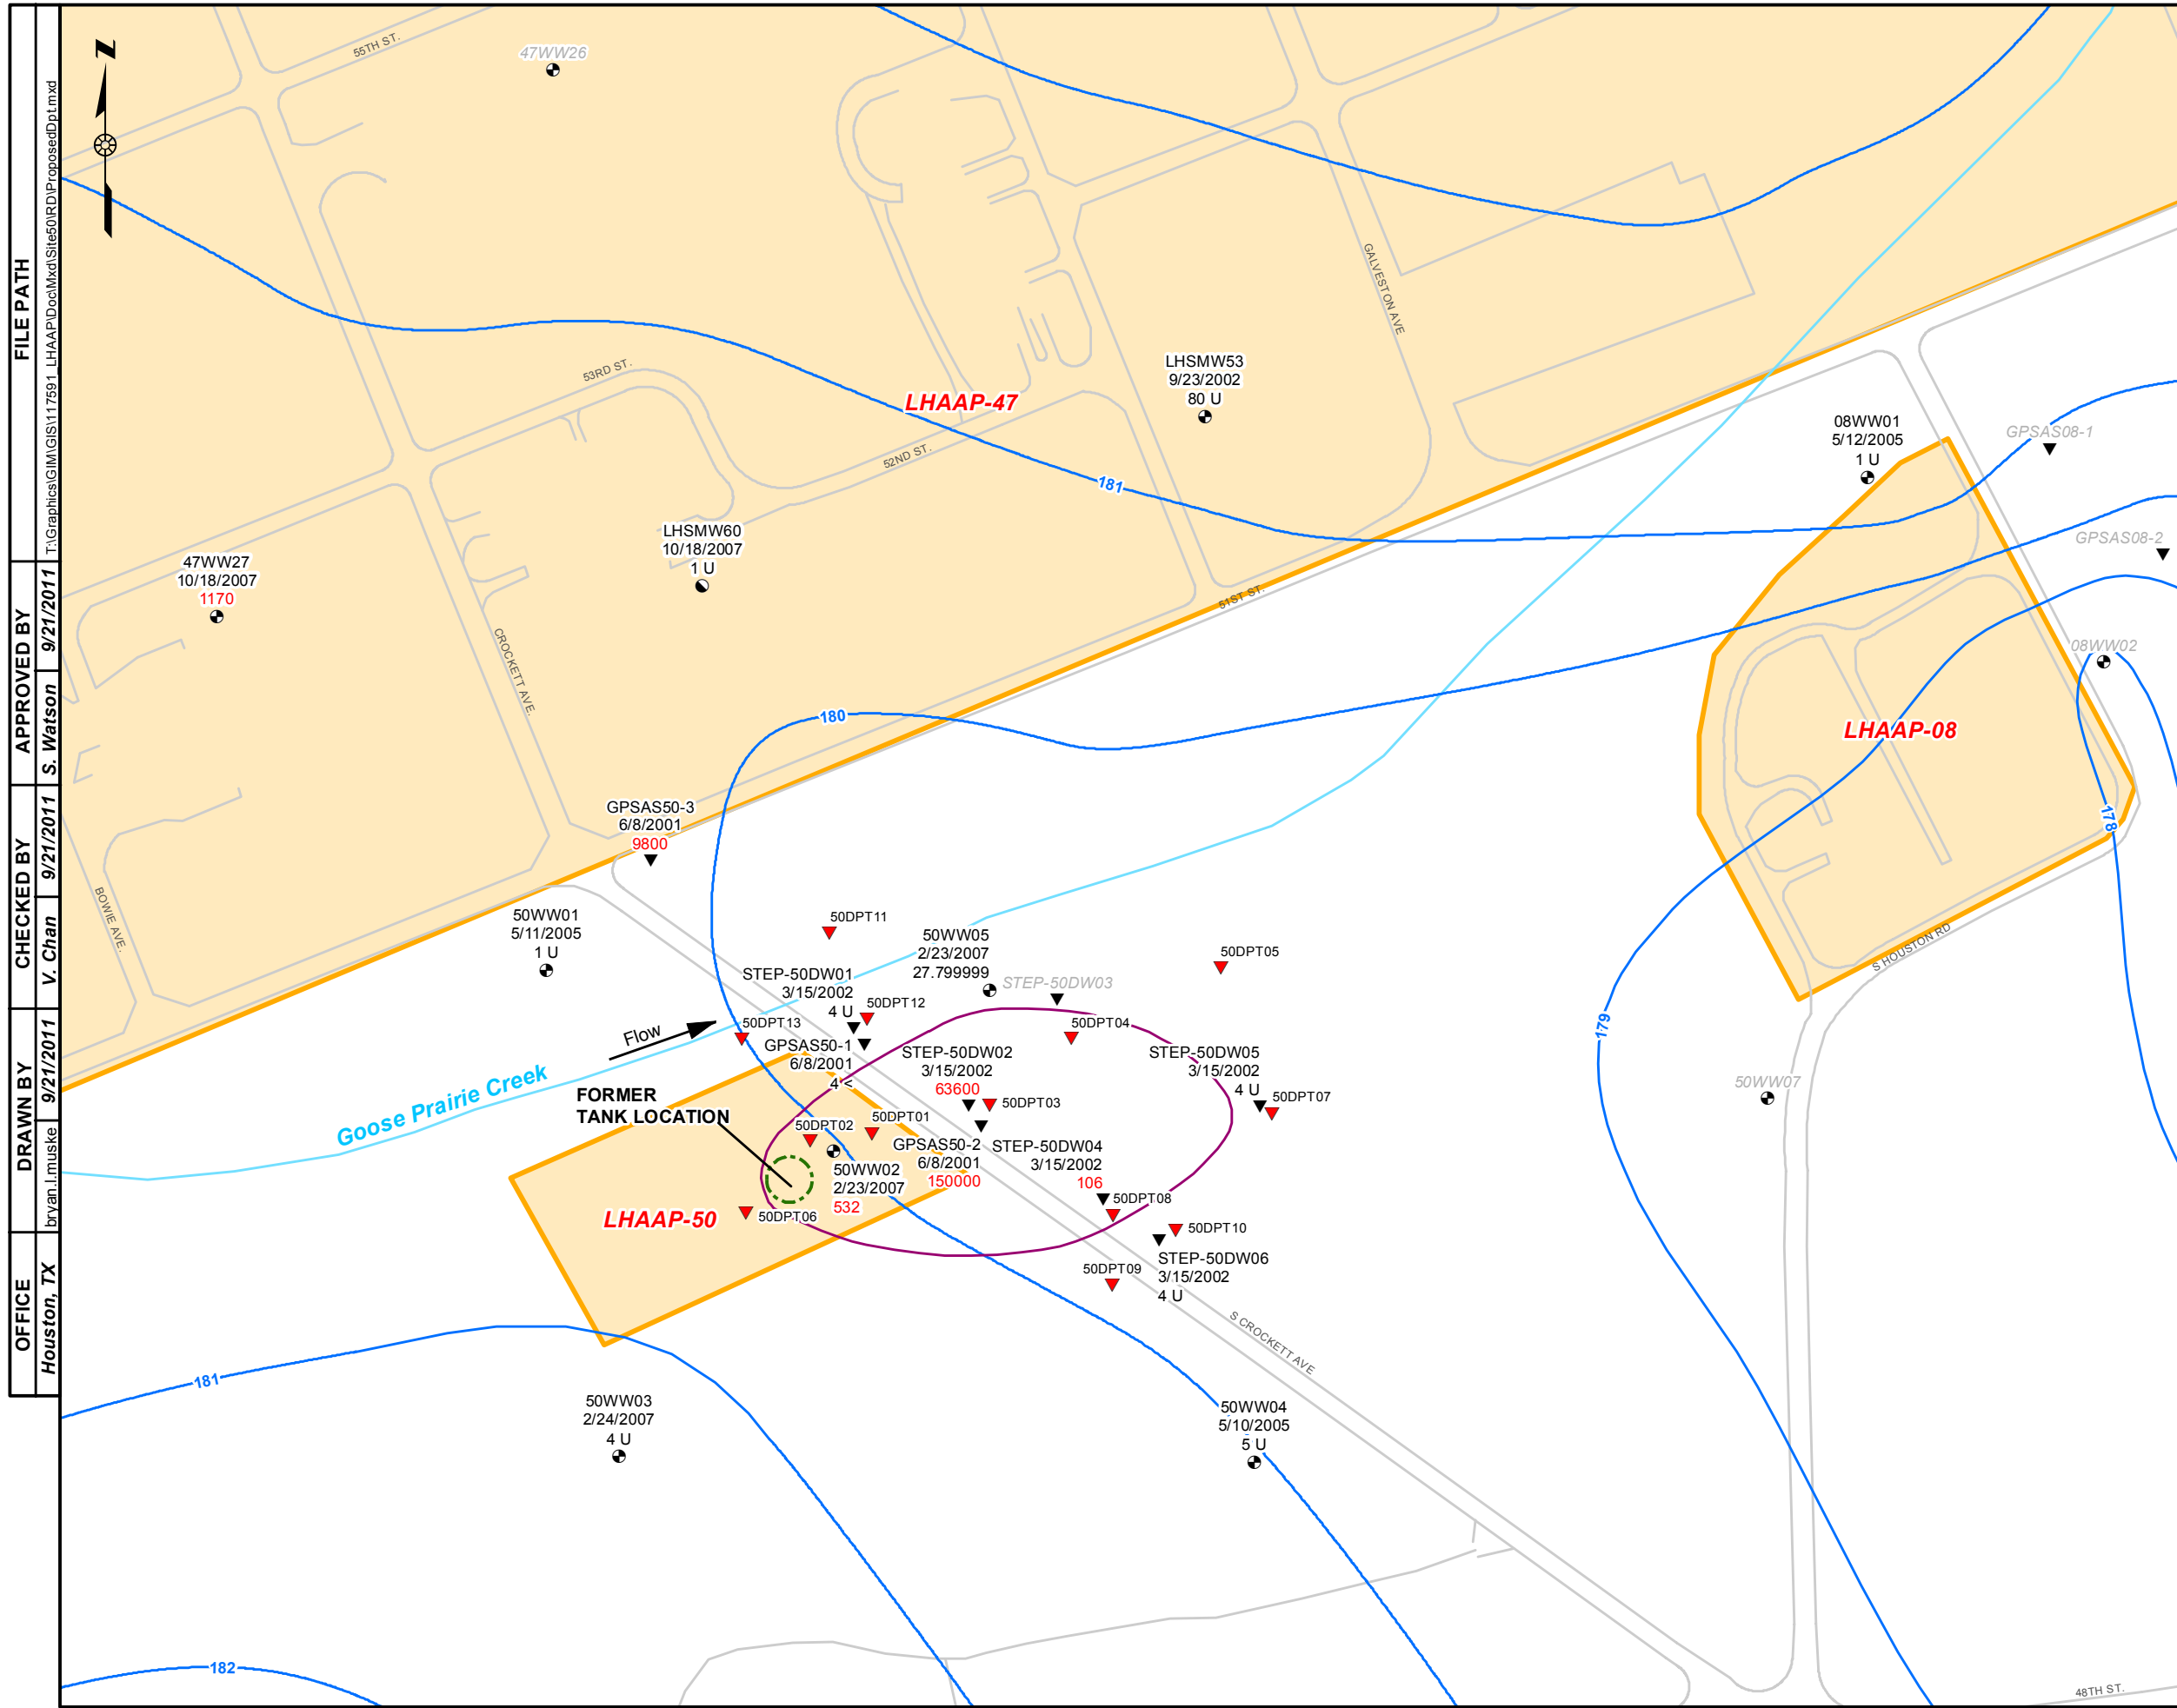 FILE PATH
T:\Graphics\GIM\GIS\117591_LHAAP\Doc\Mxd\Site50\RD\ProposedDpt.mxd
APPROVED BY
S. Watson
9/21/2011
CHECKED BY
V. Chan
9/21/2011
DRAWN BY
bryan.l.muske
9/21/2011
OFFICE
Houston, TX
N
55TH ST.
47WW26
GALVESTON AVE
53RD ST.
LHSMW53
9/23/2002
80 U
LHAAP-47
52ND ST.
181
08WW01
5/12/2005
1 U
GPSAS08-1
GPSAS08-2
LHSMW60
10/18/2007
1 U
47WW27
10/18/2007
1170
51ST ST.
CROCKETT AVE.
08WW02
180
LHAAP-08
GPSAS50-3
6/8/2001
9800
178
BOWIE AVE.
50WW01
5/11/2005
1 U
50DPT11
50WW05
2/23/2007
27.799999
50DPT05
S HOUSTON RD
STEP-50DW01
3/15/2002
4 U
STEP-50DW03
50DPT12
50DPT13
50DPT04
179
Flow
GPSAS50-1
6/8/2001
4 <
STEP-50DW02
3/15/2002
63600
STEP-50DW05
3/15/2002
4 U
Goose Prairie Creek
FORMER
TANK LOCATION
50DPT03
50DPT07
50WW07
50DPT02
50DPT01
GPSAS50-2
6/8/2001
150000
STEP-50DW04
3/15/2002
106
50WW02
2/23/2007
532
50DPT08
LHAAP-50
50DPT06
50DPT10
STEP-50DW06
3/15/2002
4 U
50DPT09
S CROCKETT AVE
181
50WW03
2/24/2007
4 U
50WW04
5/10/2005
5 U
182
48TH ST.